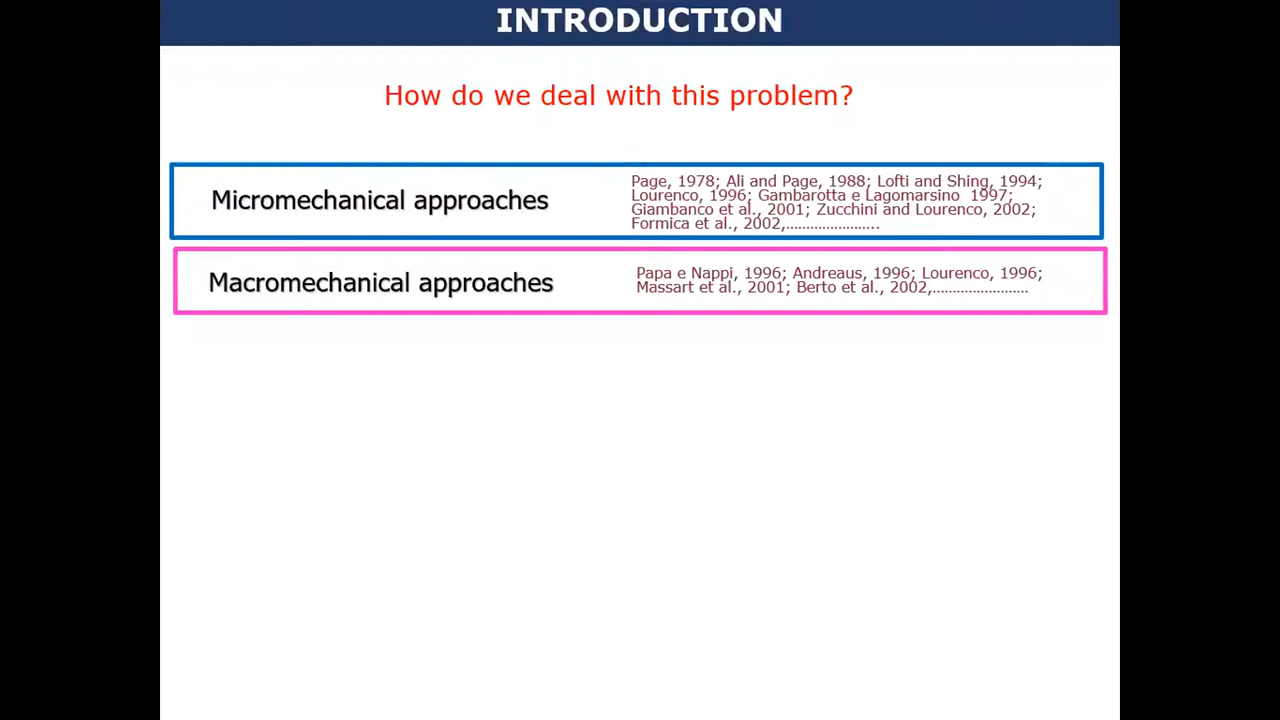 INTRODUCTION
How do we deal with this problem?
Micromechanical approaches
Page, 1978; Ali and Page, 1988; Lofti and Shing, 1994;
Lourenco, 1996; Gambarotta e Lagomarsino  1997;
Giambanco et al., 2001; Zucchini and Lourenco, 2002;
Formica et al., 2002,……………………..
Macromechanical approaches
Papa e Nappi, 1996; Andreaus, 1996; Lourenco, 1996;
Massart et al., 2001; Berto et al., 2002,……………………